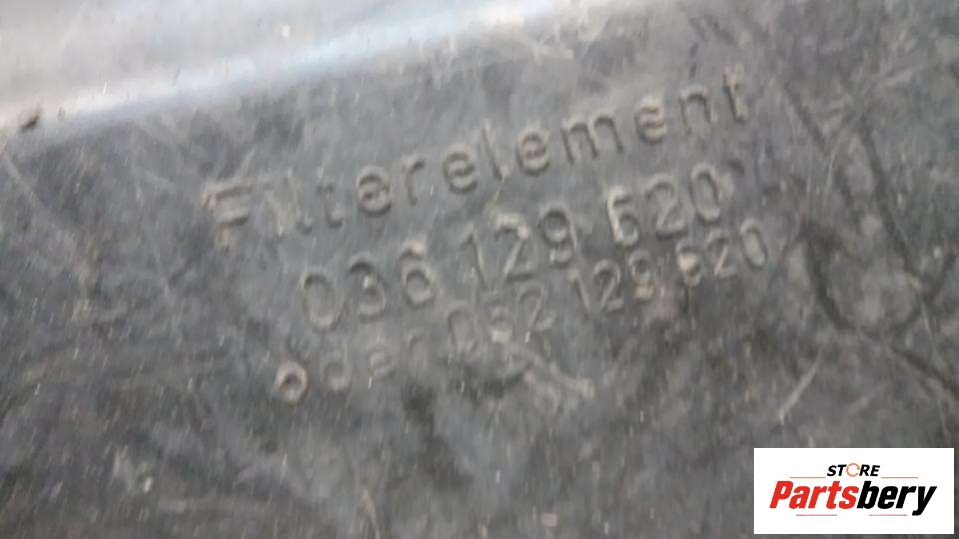 Filterelement
036 129 620
oder 032 129 620
STORE
Partsbery